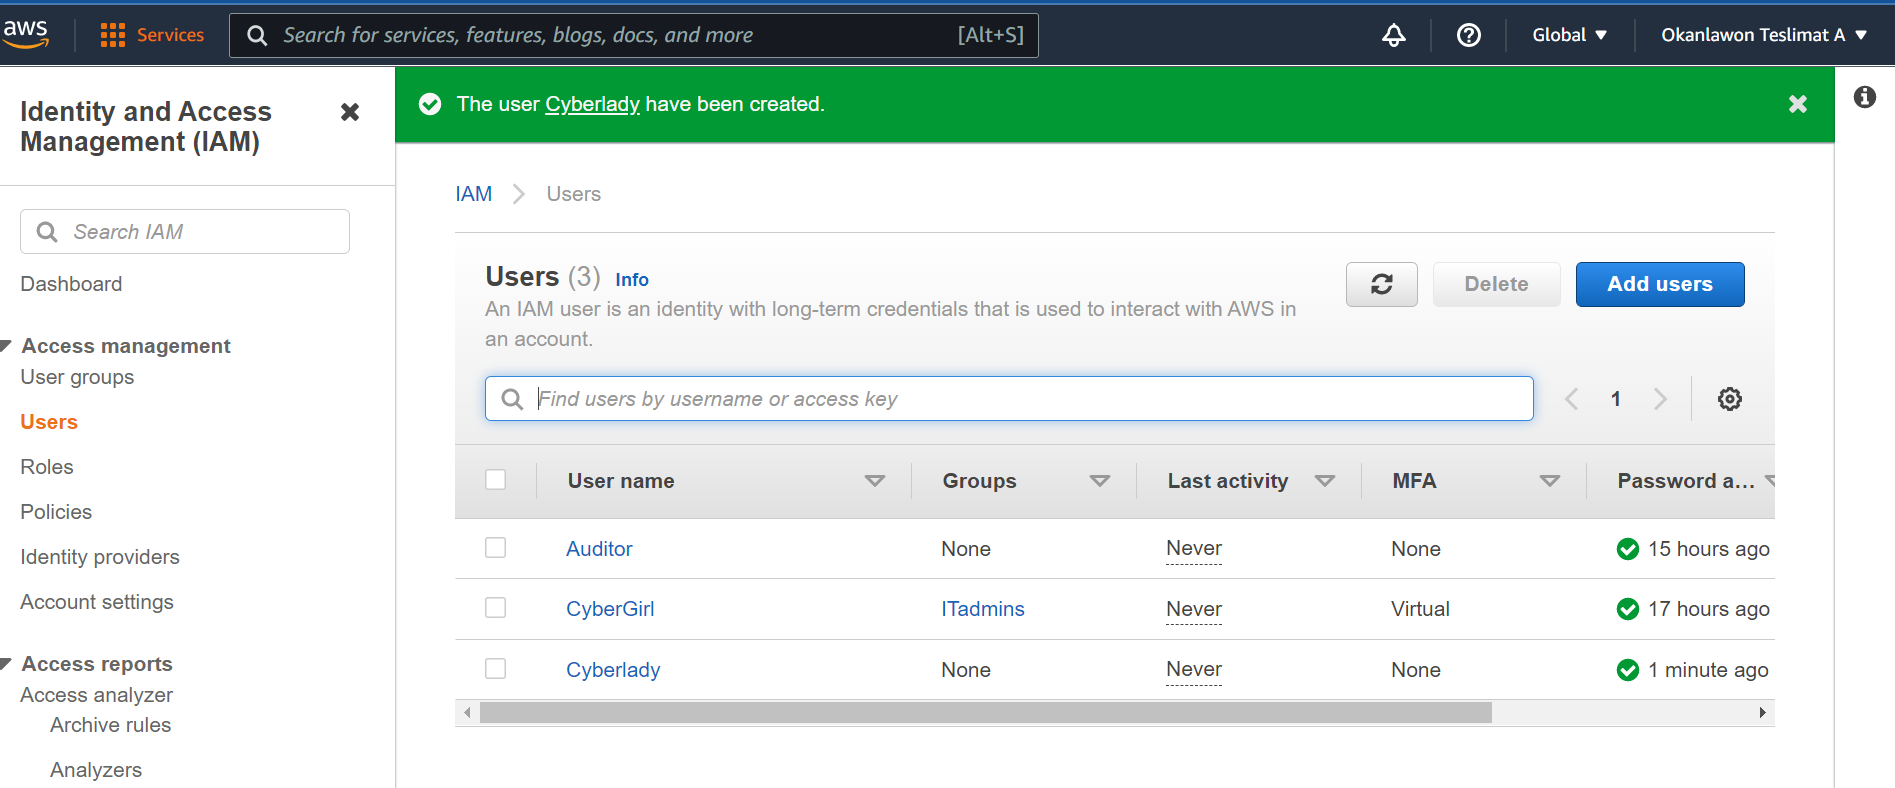 aws Services Search for services, features, blogs, docs, and more [Alt+S] Global Okanlawon Teslimat A
Identity and Access
Management (IAM)
Search IAM
Dashboard
Access management
User groups
Users
Roles
Policies
Identity providers
Account settings
Access reports
Access analyzer
Archive rules
Analyzers
The user Cyberlady have been created.
IAM Users
Users (3) Info
An IAM user is an identity with long-term credentials that is used to interact with AWS in
an account.
Delete Add users
Find users by username or access key 1
User name Groups Last activity MFA Password a...
Auditor None Never None 15 hours ago
CyberGirl ITadmins Never Virtual 17 hours ago
Cyberlady None Never None 1 minute ago